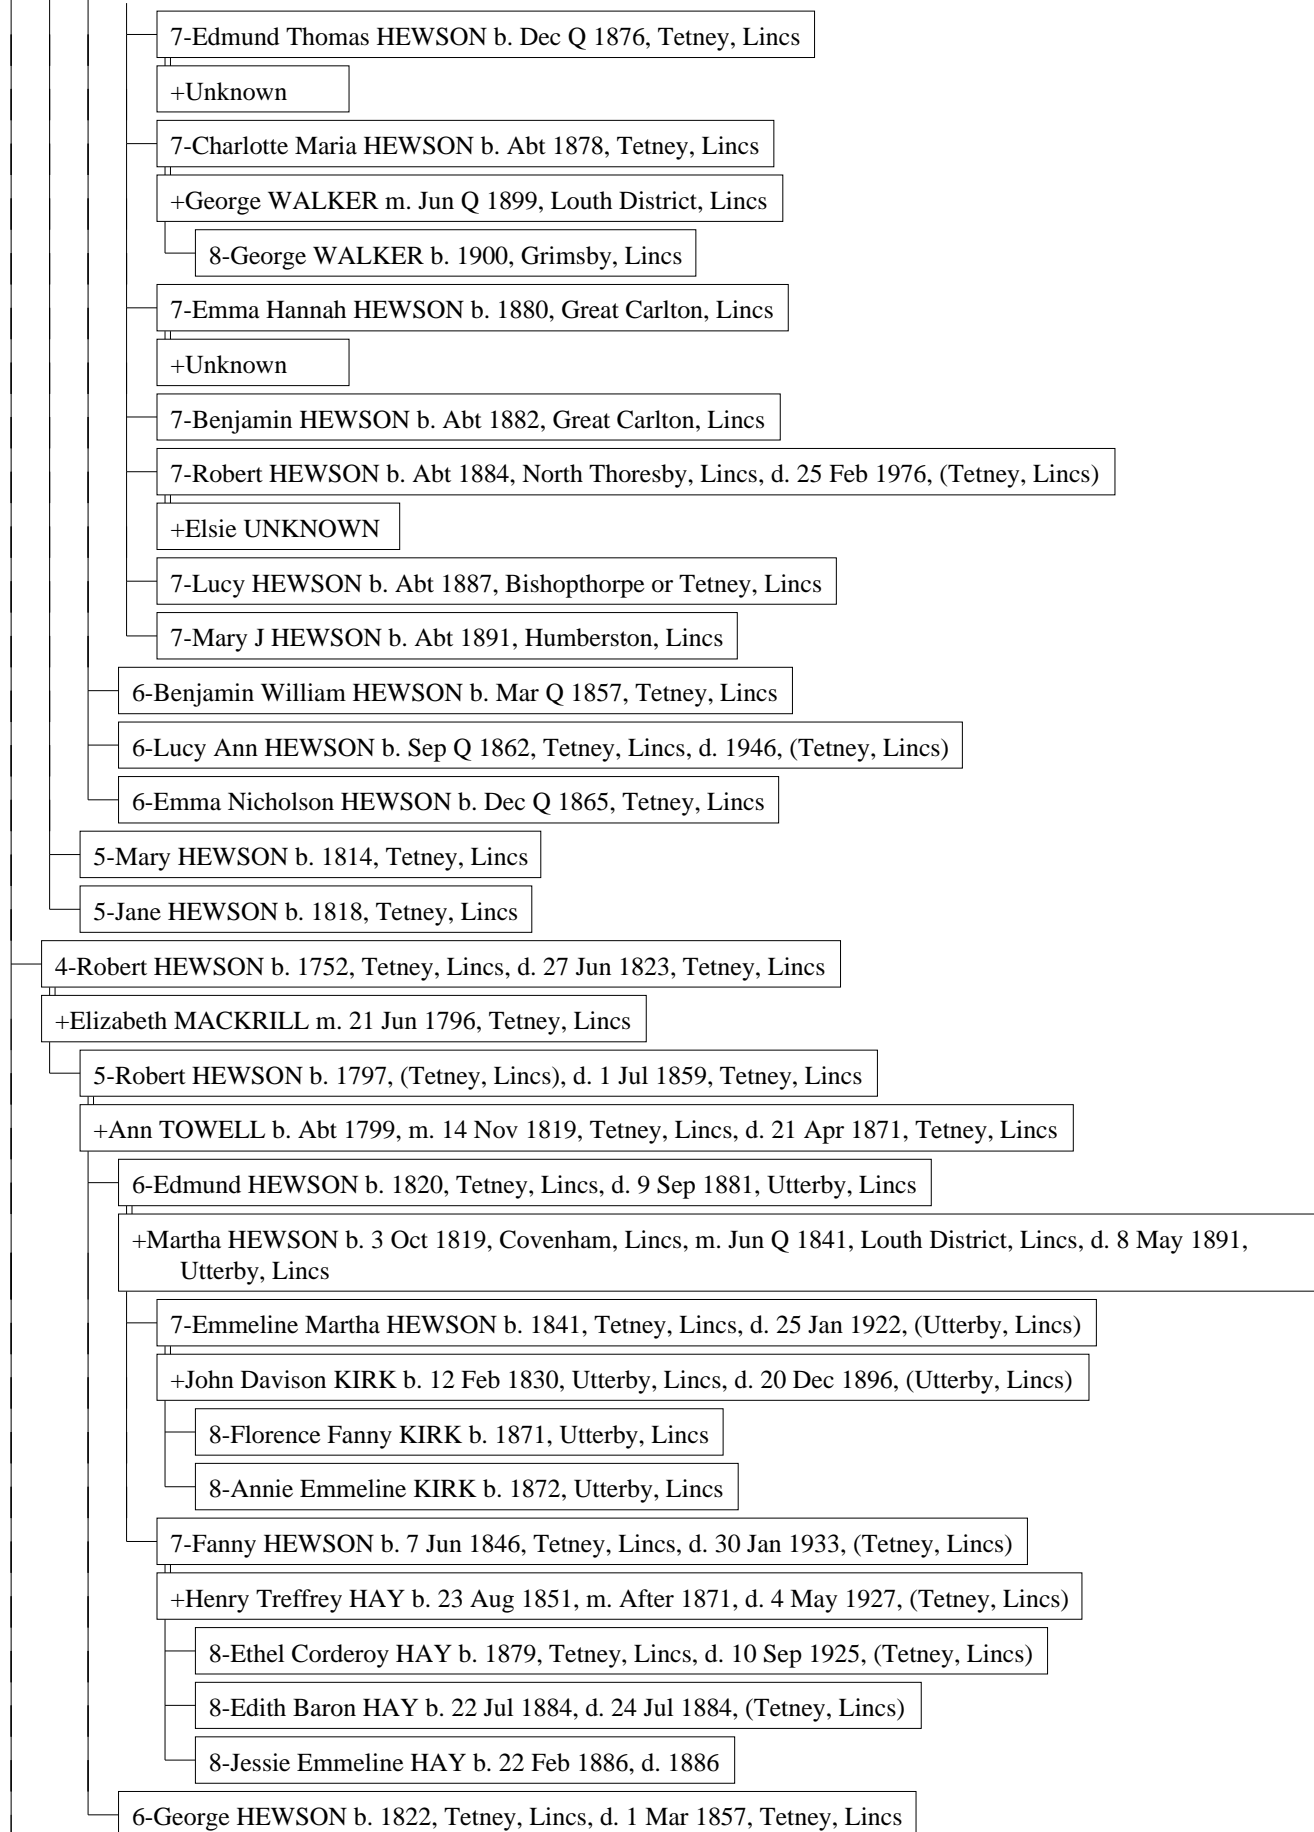 7-Edmund Thomas HEWSON b. Dec Q 1876, Tetney, Lincs
+Unknown
7-Charlotte Maria HEWSON b. Abt 1878, Tetney, Lincs
+George WALKER m. Jun Q 1899, Louth District, Lincs
8-George WALKER b. 1900, Grimsby, Lincs
7-Emma Hannah HEWSON b. 1880, Great Carlton, Lincs
+Unknown
7-Benjamin HEWSON b. Abt 1882, Great Carlton, Lincs
7-Robert HEWSON b. Abt 1884, North Thoresby, Lincs, d. 25 Feb 1976, (Tetney, Lincs)
+Elsie UNKNOWN
7-Lucy HEWSON b. Abt 1887, Bishopthorpe or Tetney, Lincs
7-Mary J HEWSON b. Abt 1891, Humberston, Lincs
6-Benjamin William HEWSON b. Mar Q 1857, Tetney, Lincs
6-Lucy Ann HEWSON b. Sep Q 1862, Tetney, Lincs, d. 1946, (Tetney, Lincs)
6-Emma Nicholson HEWSON b. Dec Q 1865, Tetney, Lincs
5-Mary HEWSON b. 1814, Tetney, Lincs
5-Jane HEWSON b. 1818, Tetney, Lincs
4-Robert HEWSON b. 1752, Tetney, Lincs, d. 27 Jun 1823, Tetney, Lincs
+Elizabeth MACKRILL m. 21 Jun 1796, Tetney, Lincs
5-Robert HEWSON b. 1797, (Tetney, Lincs), d. 1 Jul 1859, Tetney, Lincs
+Ann TOWELL b. Abt 1799, m. 14 Nov 1819, Tetney, Lincs, d. 21 Apr 1871, Tetney, Lincs
6-Edmund HEWSON b. 1820, Tetney, Lincs, d. 9 Sep 1881, Utterby, Lincs
+Martha HEWSON b. 3 Oct 1819, Covenham, Lincs, m. Jun Q 1841, Louth District, Lincs, d. 8 May 1891,
Utterby, Lincs
7-Emmeline Martha HEWSON b. 1841, Tetney, Lincs, d. 25 Jan 1922, (Utterby, Lincs)
+John Davison KIRK b. 12 Feb 1830, Utterby, Lincs, d. 20 Dec 1896, (Utterby, Lincs)
8-Florence Fanny KIRK b. 1871, Utterby, Lincs
8-Annie Emmeline KIRK b. 1872, Utterby, Lincs
7-Fanny HEWSON b. 7 Jun 1846, Tetney, Lincs, d. 30 Jan 1933, (Tetney, Lincs)
+Henry Treffrey HAY b. 23 Aug 1851, m. After 1871, d. 4 May 1927, (Tetney, Lincs)
8-Ethel Corderoy HAY b. 1879, Tetney, Lincs, d. 10 Sep 1925, (Tetney, Lincs)
8-Edith Baron HAY b. 22 Jul 1884, d. 24 Jul 1884, (Tetney, Lincs)
8-Jessie Emmeline HAY b. 22 Feb 1886, d. 1886
6-George HEWSON b. 1822, Tetney, Lincs, d. 1 Mar 1857, Tetney, Lincs